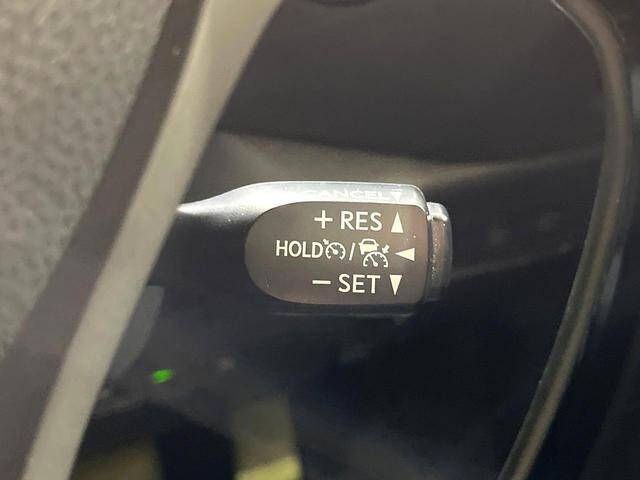 CANCEL▼
+ RES ▲
HOLD / ◀
− SET ▼